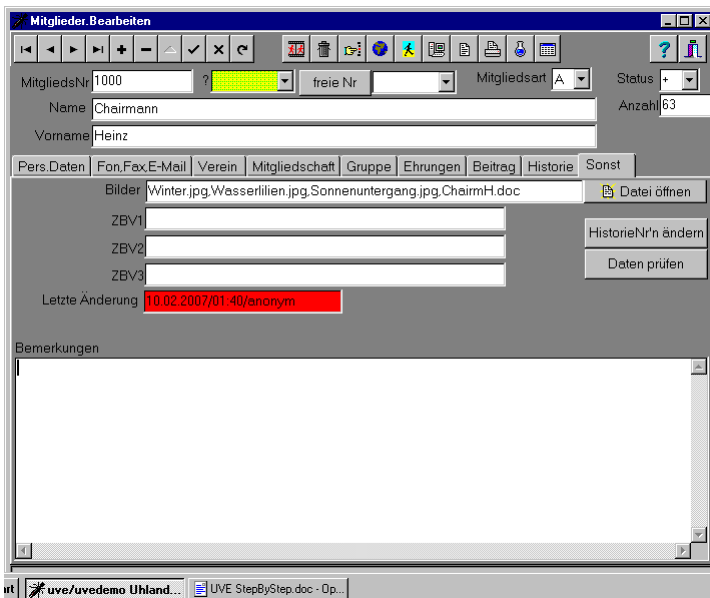 Mitglieder.Bearbeiten
MitgliedsNr 1000 ? freie Nr Mitgliedsart A Status +
Name Chairmann Anzahl 63
Vorname Heinz
Pers.Daten Fon,Fax,E-Mail Verein Mitgliedschaft Gruppe Ehrungen Beitrag Historie Sonst
Bilder Winter.jpg,Wasserlilien.jpg,Sonnenuntergang.jpg,ChairmH.doc Datei öffnen
ZBV1
HistorieNr'n ändern
ZBV2
Daten prüfen
ZBV3
Letzte Änderung 10.02.2007/01:40/anonym
Bemerkungen
art uve/uvedemo Uhland... UVE StepByStep.doc - Op...